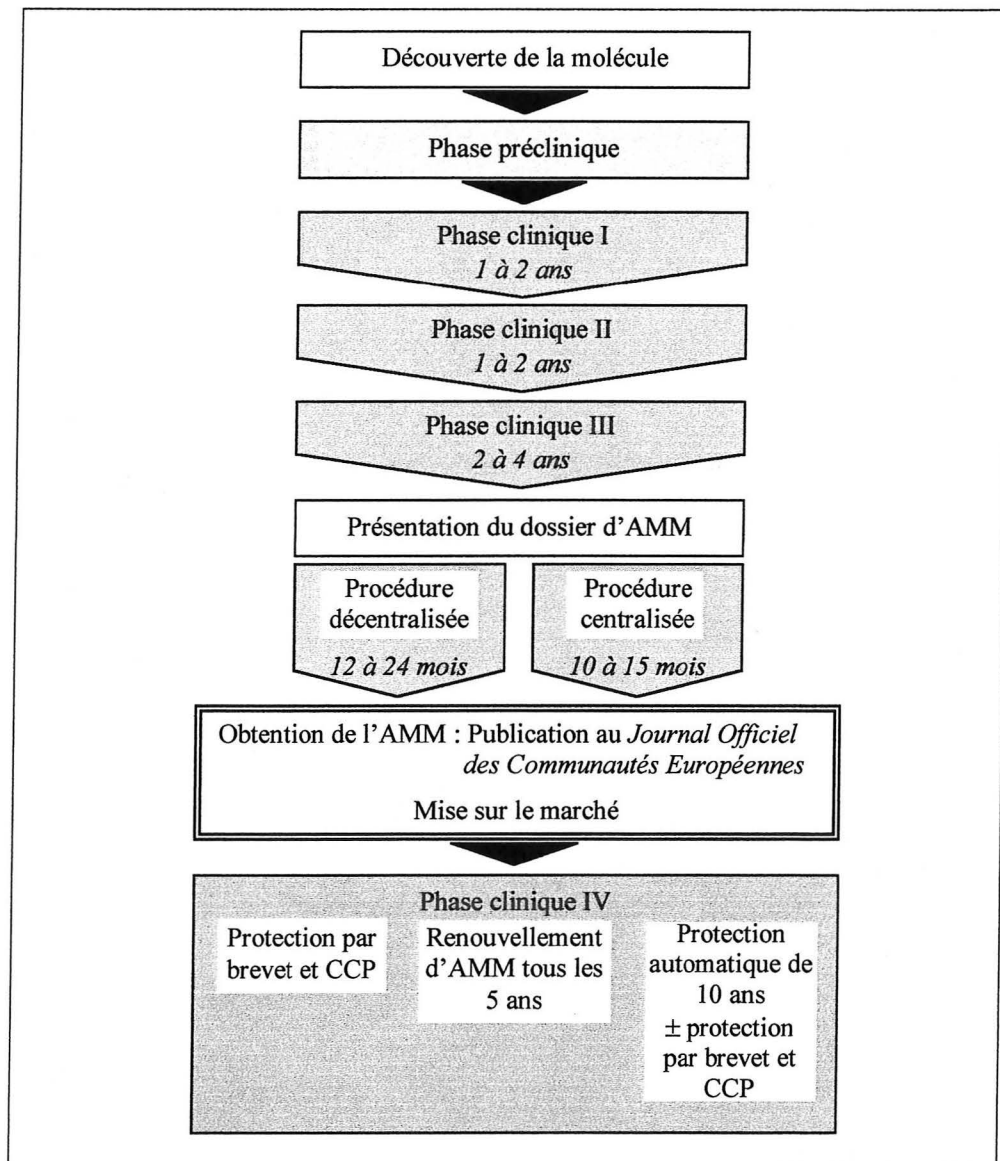 Découverte de la molécule
Phase préclinique
Phase clinique I
1 à 2 ans
Phase clinique II
1 à 2 ans
Phase clinique III
2 à 4 ans
Présentation du dossier d'AMM
Procédure
décentralisée
12 à 24 mois
Procédure
centralisée
10 à 15 mois
Obtention de l'AMM : Publication au Journal Officiel
des Communautés Européennes
Mise sur le marché
Phase clinique IV
Protection par
brevet et CCP
Renouvellement
d'AMM tous les
5 ans
Protection
automatique de
10 ans
± protection
par brevet et
CCP